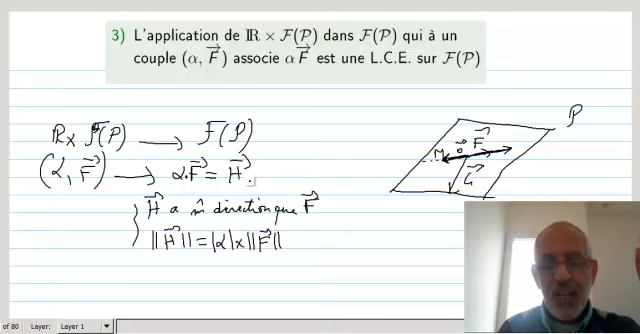 3) L'application de ℝ × 𝓕(𝒫) dans 𝓕(𝒫) qui à un
couple (α, F⃗) associe αF⃗ est une L.C.E. sur 𝓕(𝒫)
ℝ × 𝓕(𝒫) ⟶ 𝓕(𝒫)
(α, F⃗) ⟶ α.F⃗ = H⃗.
H⃗ a m̂ direction que F⃗
||H⃗|| = |α| × ||F⃗||
𝒫
M F⃗
G⃗
of 80 Layer: Layer 1